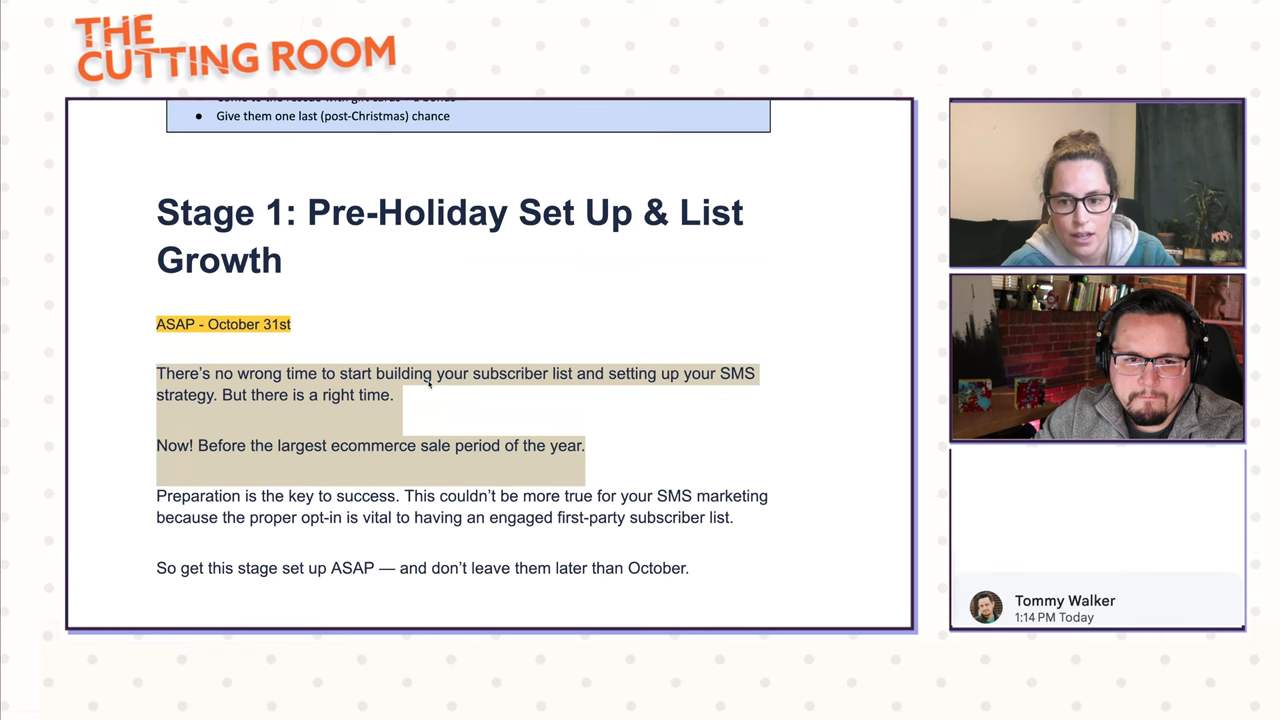 THE
CUTTING ROOM
● Give them one last (post-Christmas) chance
Stage 1: Pre-Holiday Set Up & List
Growth
ASAP - October 31st
There’s no wrong time to start building your subscriber list and setting up your SMS
strategy. But there is a right time.
Now! Before the largest ecommerce sale period of the year.
Preparation is the key to success. This couldn’t be more true for your SMS marketing
because the proper opt-in is vital to having an engaged first-party subscriber list.
So get this stage set up ASAP — and don’t leave them later than October.
Tommy Walker
1:14 PM Today